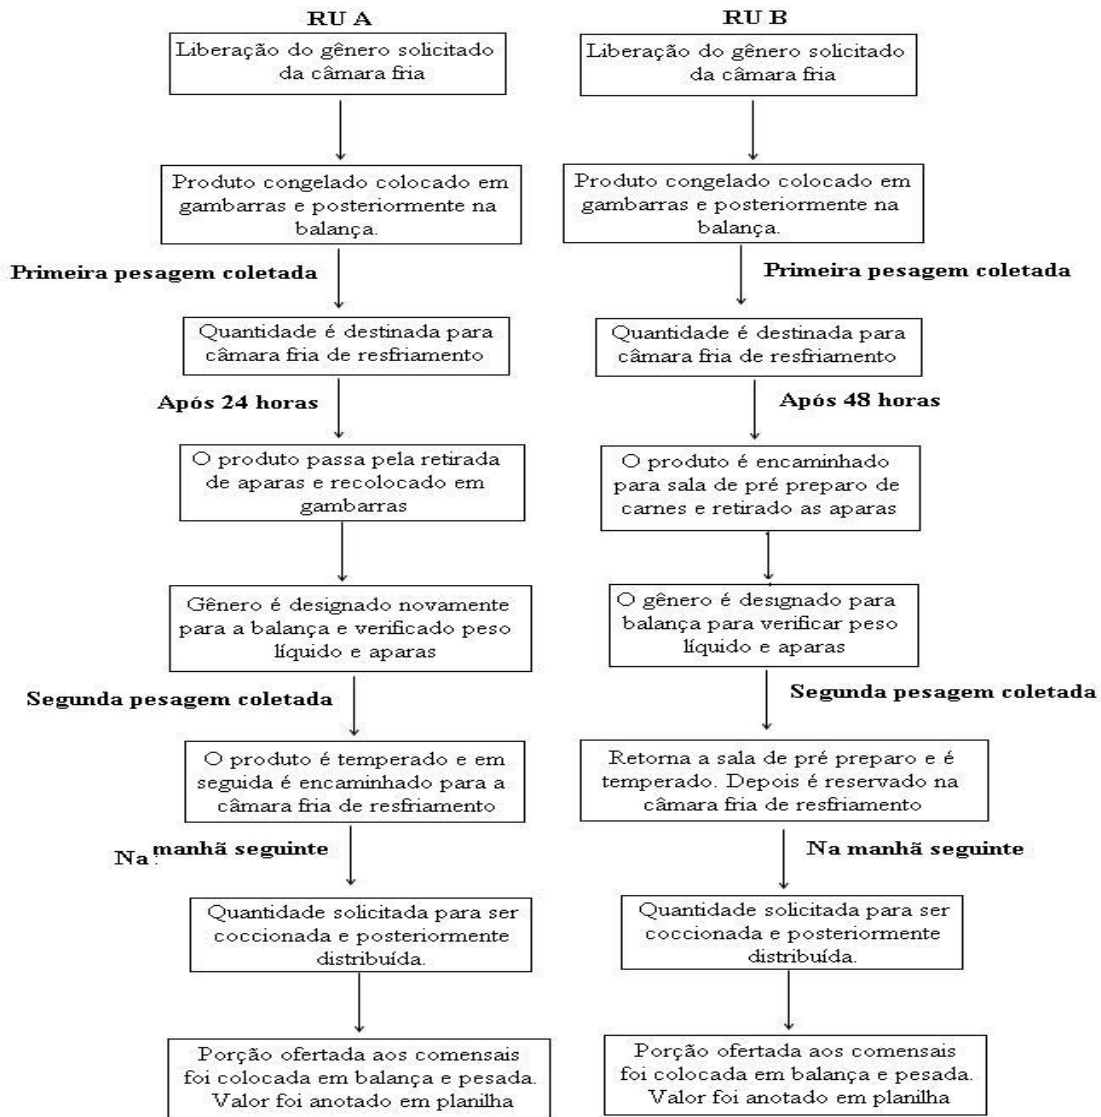 RU A
Liberação do gênero solicitado
da câmara fria
Produto congelado colocado em
gambarras e posteriormente na
balança.
Primeira pesagem coletada
Quantidade é destinada para
câmara fria de resfriamento
Após 24 horas
O produto passa pela retirada
de aparas e recolocado em
gambarras
Gênero é designado novamente
para a balança e verificado peso
líquido e aparas
Segunda pesagem coletada
O produto é temperado e em
seguida é encaminhado para a
câmara fria de resfriamento
Na manhã seguinte
Quantidade solicitada para ser
coccionada e posteriormente
distribuída.
Porção ofertada aos comensais
foi colocada em balança e pesada.
Valor foi anotado em planilha
RU B
Liberação do gênero solicitado
da câmara fria
Produto congelado colocado em
gambarras e posteriormente na
balança.
Primeira pesagem coletada
Quantidade é destinada para
câmara fria de resfriamento
Após 48 horas
O produto é encaminhado
para sala de pré preparo de
carnes e retirado as aparas
O gênero é designado para
balança para verificar peso
líquido e aparas
Segunda pesagem coletada
Retorna a sala de pré preparo e é
temperado. Depois é reservado na
câmara fria de resfriamento
Na manhã seguinte
Quantidade solicitada para ser
coccionada e posteriormente
distribuída.
Porção ofertada aos comensais
foi colocada em balança e pesada.
Valor foi anotado em planilha